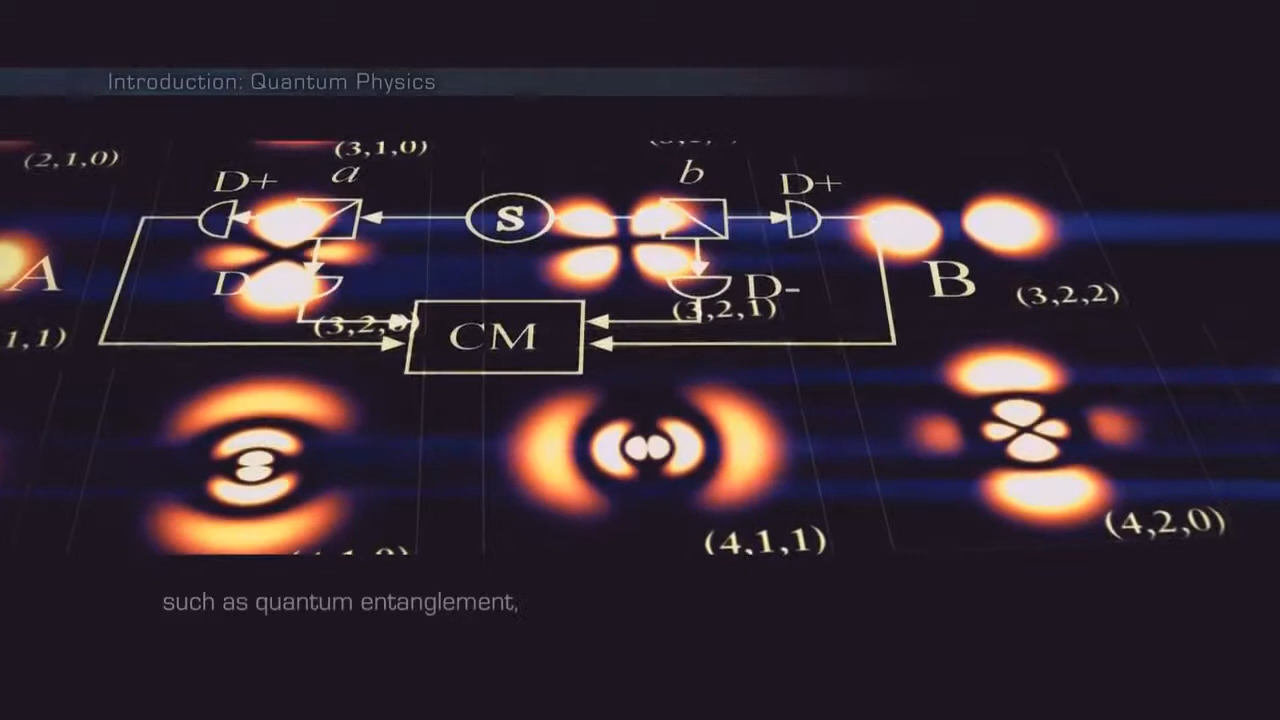 Introduction: Quantum Physics
(2,1,0)
(3,1,0)
D+
a
b
D+
S
A
D
D-
B
(3,2,2)
(3,2,1)
1,1)
CM
(4,1,1)
(4,2,0)
such as quantum entanglement,